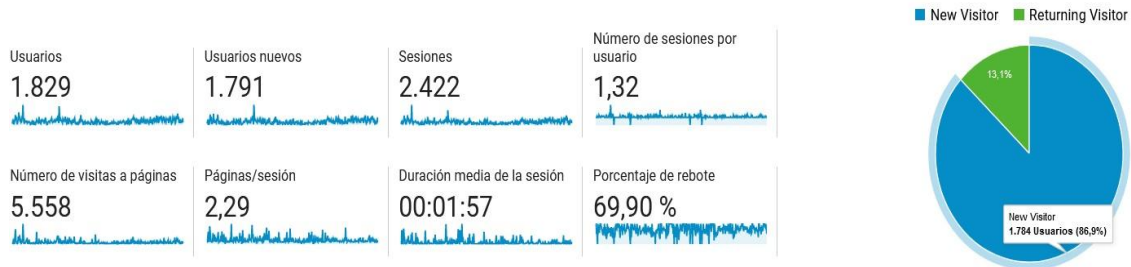 Usuarios
1.829
Usuarios nuevos
1.791
Sesiones
2.422
Número de sesiones por
usuario
1,32
Número de visitas a páginas
5.558
Páginas/sesión
2,29
Duración media de la sesión
00:01:57
Porcentaje de rebote
69,90 %
New Visitor
Returning Visitor
13,1%
New Visitor
1.784 Usuarios (86,9%)